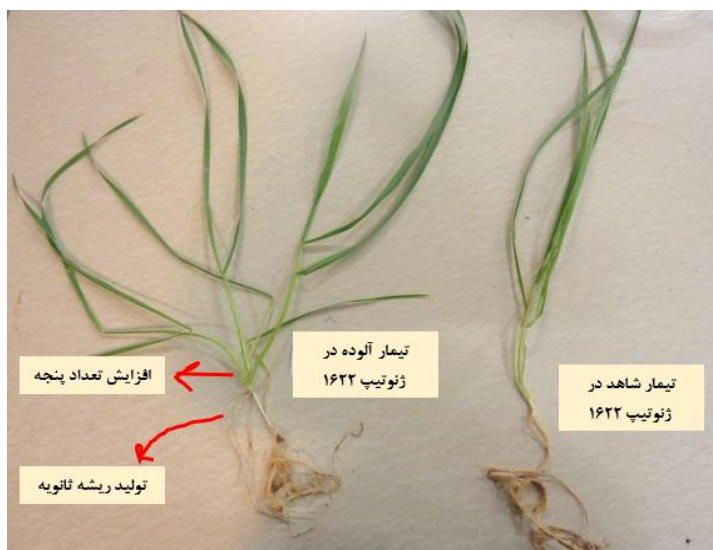 تیمار آلوده در
ژنوتیپ ۱۶۲۲
تیمار شاهد در
ژنوتیپ ۱۶۲۲
افزایش تعداد پنجه
تولید ریشه ثانویه